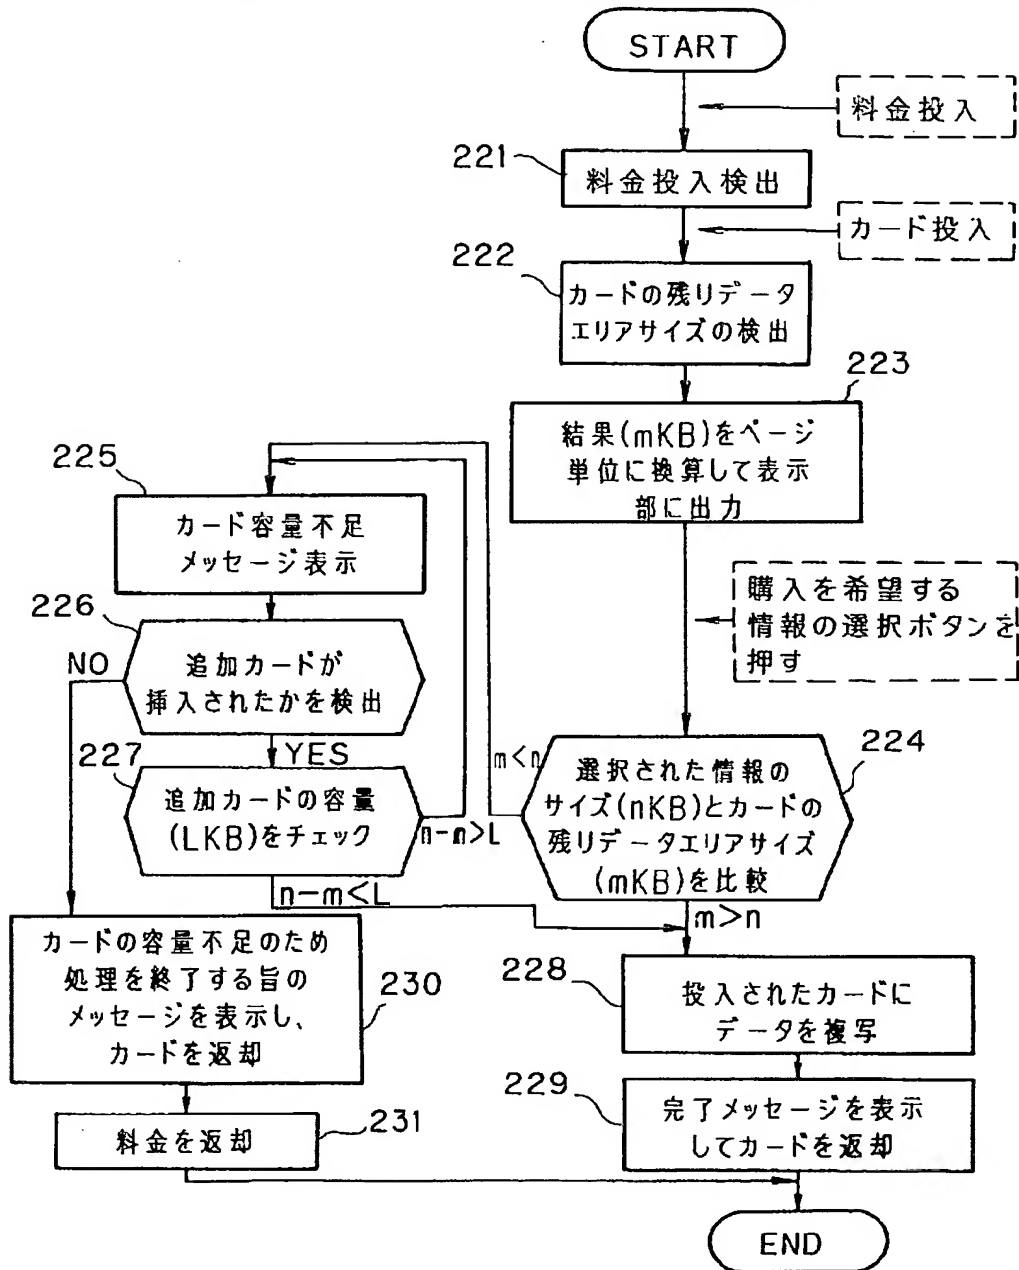 START
料金投入
221
料金投入検出
カード投入
222
カードの残りデータ
エリアサイズの検出
223
結果(mKB)をページ
単位に換算して表示
部に出力
225
カード容量不足
メッセージ表示
購入を希望する
情報の選択ボタンを
押す
226
NO
追加カードが
挿入されたかを検出
YES
227
追加カードの容量
(LKB)をチェック
n-m>L
n-m<L
m<n
224
選択された情報の
サイズ(nKB)とカードの
残りデータエリアサイズ
(mKB)を比較
m>n
カードの容量不足のため
処理を終了する旨の
メッセージを表示し、
カードを返却
230
228
投入されたカードに
データを複写
229
完了メッセージを表示
してカードを返却
料金を返却
231
END